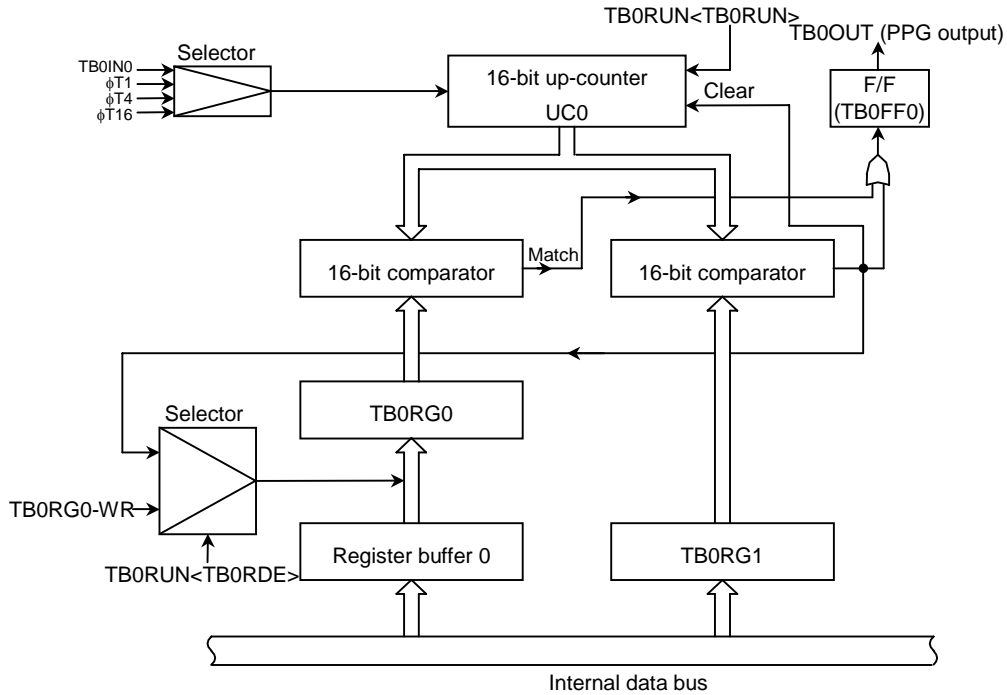 TB0RUN<TB0RUN>
TB0OUT (PPG output)
Selector
TB0IN0
ϕT1
ϕT4
ϕT16
16-bit up-counter
UC0
Clear
F/F
(TB0FF0)
16-bit comparator
Match
16-bit comparator
TB0RG0
Selector
TB0RG0-WR
TB0RUN<TB0RDE>
Register buffer 0
TB0RG1
Internal data bus